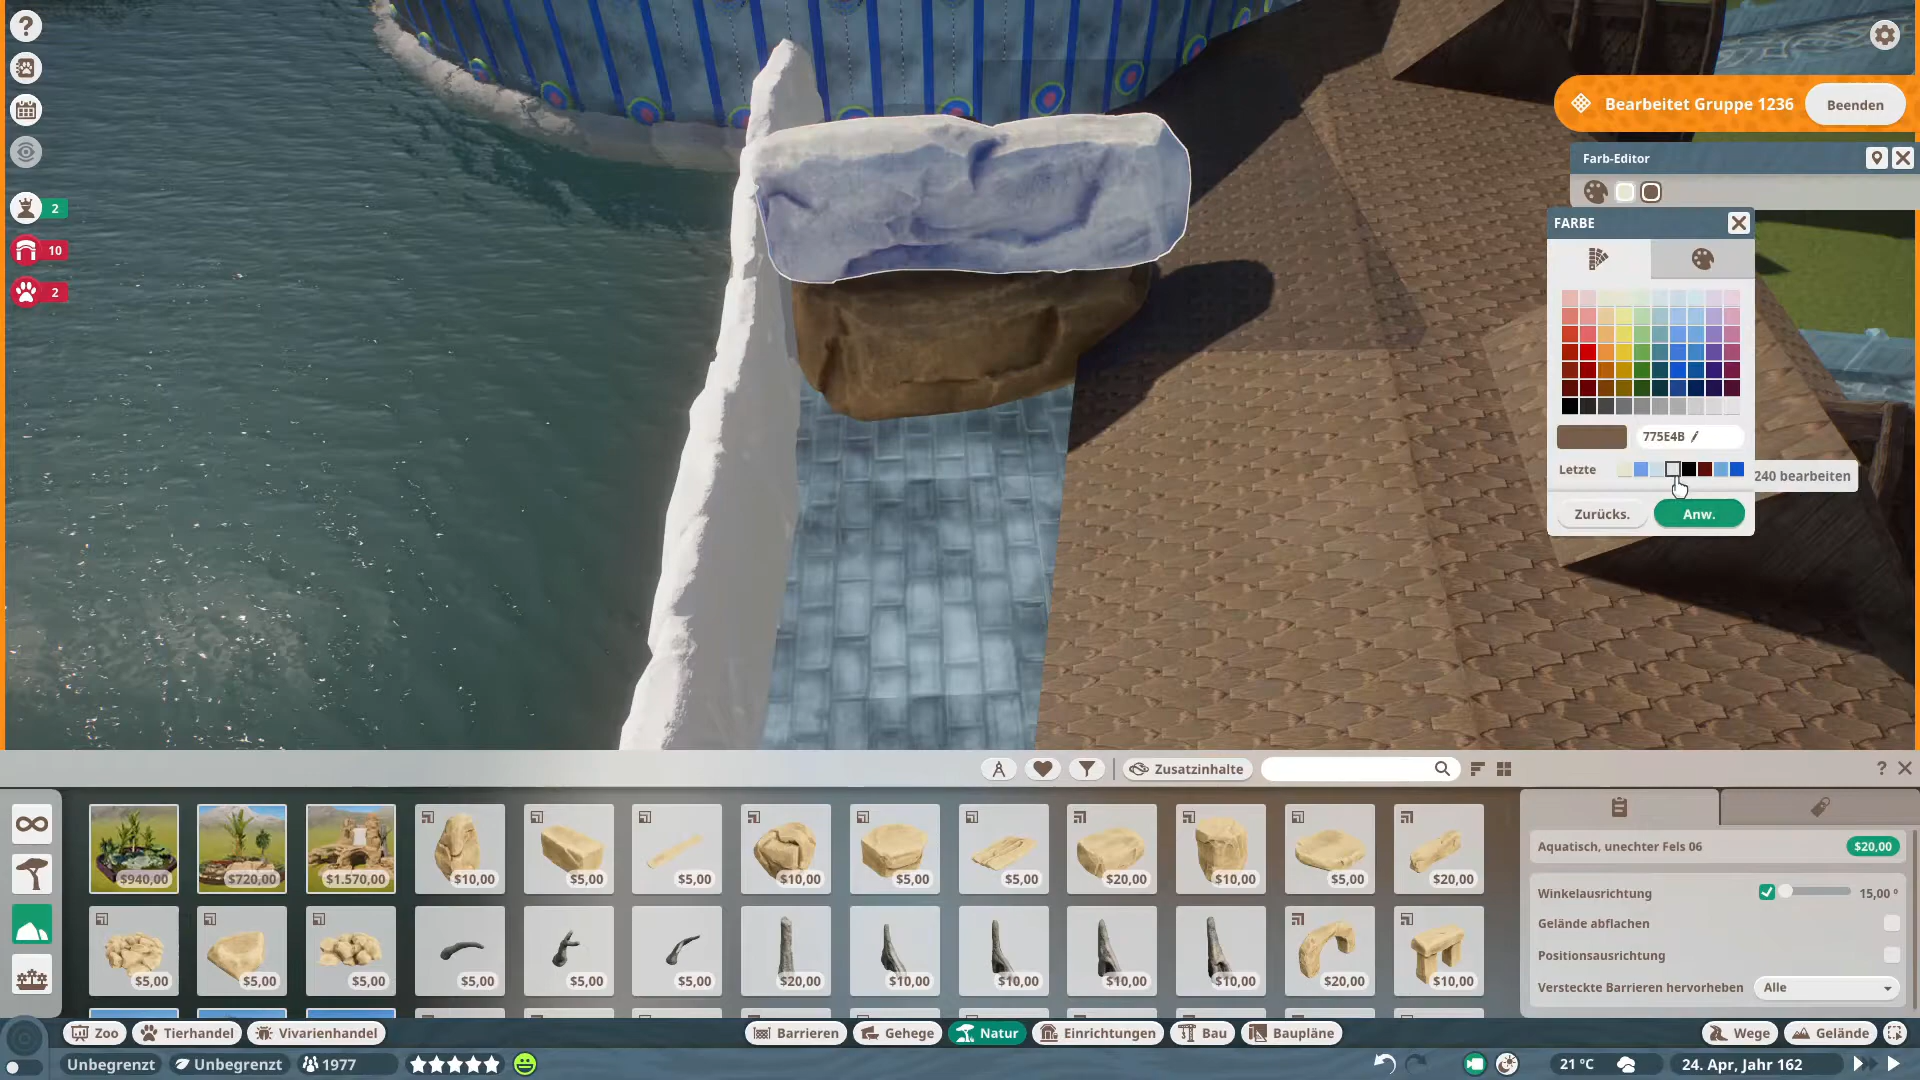 ?
2
10
2
Bearbeitet Gruppe 1236
Beenden
Farb-Editor
FARBE
775E4B
Letzte
240 bearbeiten
Zurücks.
Anw.
Zusatzinhalte
?
$940,00
$720,00
$1.570,00
$10,00
$5,00
$5,00
$10,00
$5,00
$5,00
$20,00
$10,00
$5,00
$20,00
$5,00
$5,00
$5,00
$5,00
$5,00
$5,00
$20,00
$10,00
$10,00
$10,00
$10,00
$20,00
$10,00
Aquatisch, unechter Fels 06
$20,00
Winkelausrichtung
15,00 °
Gelände abflachen
Positionsausrichtung
Versteckte Barrieren hervorheben
Alle
Zoo
Tierhandel
Vivarienhandel
Barrieren
Gehege
Natur
Einrichtungen
Bau
Baupläne
Wege
Gelände
Unbegrenzt
Unbegrenzt
1977
21 °C
24. Apr, Jahr 162